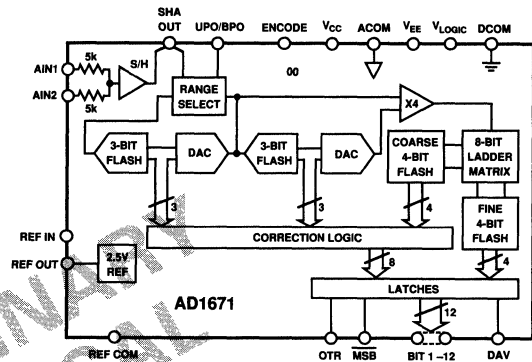 SHA OUT
UPO/BPO
ENCODE
VCC
ACOM
VEE
VLOGIC
DCOM
AIN1
5k
S/H
00
AIN2
5k
RANGE SELECT
X4
3-BIT FLASH
DAC
3-BIT FLASH
DAC
COARSE 4-BIT FLASH
8-BIT LADDER MATRIX
3
3
4
FINE 4-BIT FLASH
REF IN
CORRECTION LOGIC
REF OUT
2.5V REF
8
4
LATCHES
AD1671
12
REF COM
OTR
MSB
BIT 1 –12
DAV